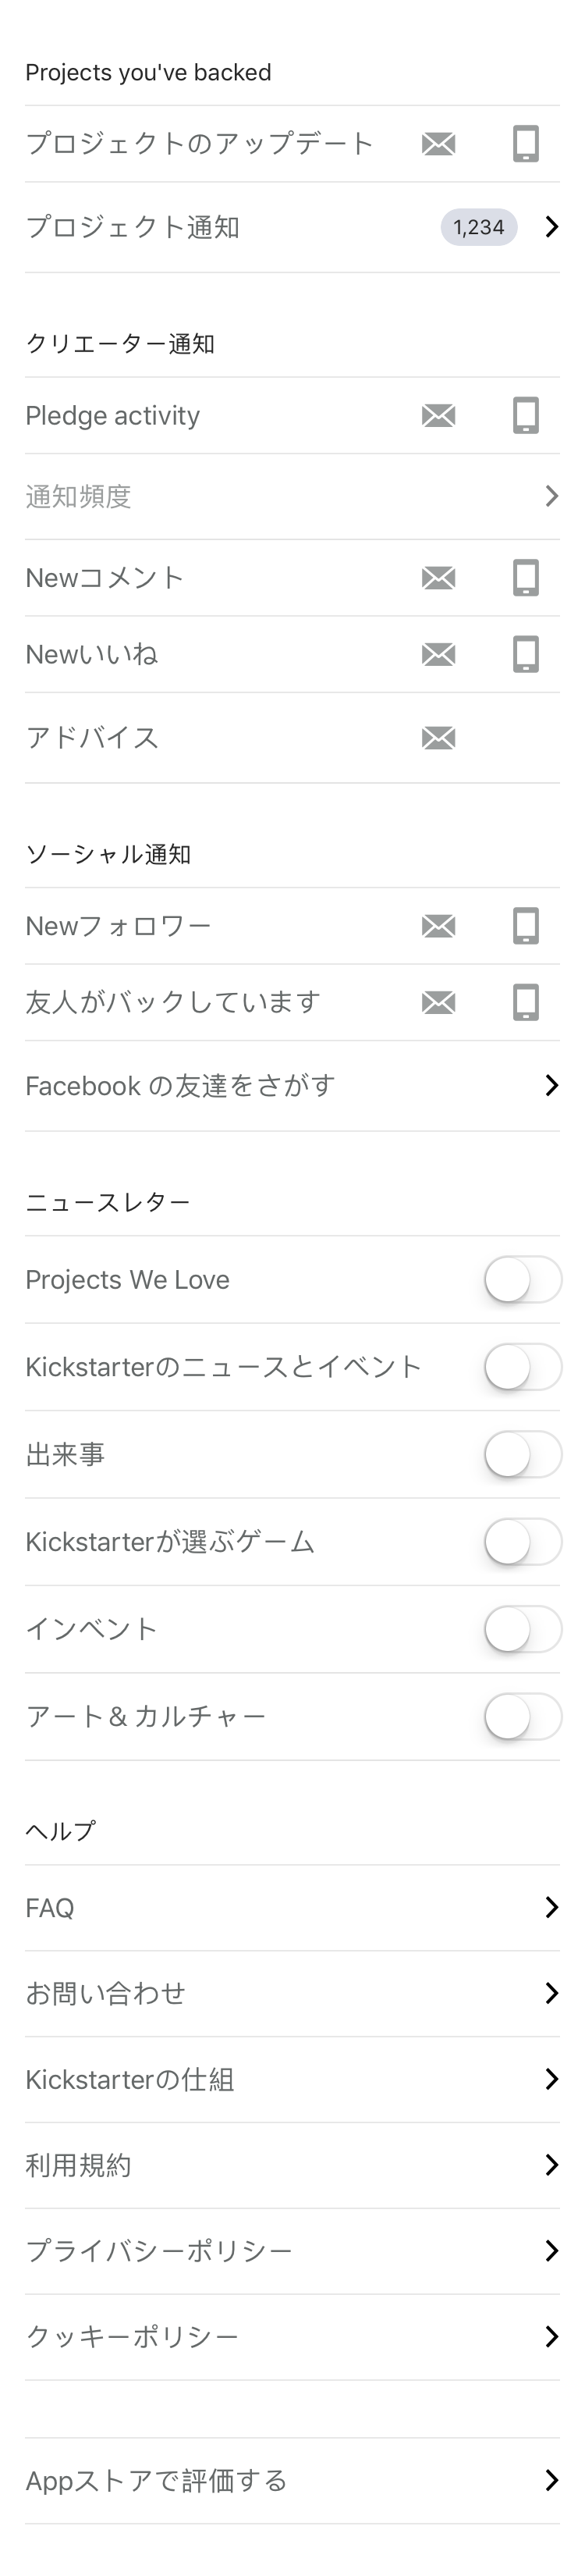 Projects you've backed
プロジェクトのアップデート
プロジェクト通知 1,234
クリエーター通知
Pledge activity
通知頻度
Newコメント
Newいいね
アドバイス
ソーシャル通知
Newフォロワー
友人がバックしています
Facebook の友達をさがす
ニュースレター
Projects We Love
Kickstarterのニュースとイベント
出来事
Kickstarterが選ぶゲーム
インベント
アート& カルチャー
ヘルプ
FAQ
お問い合わせ
Kickstarterの仕組
利用規約
プライバシーポリシー
クッキーポリシー
Appストアで評価する